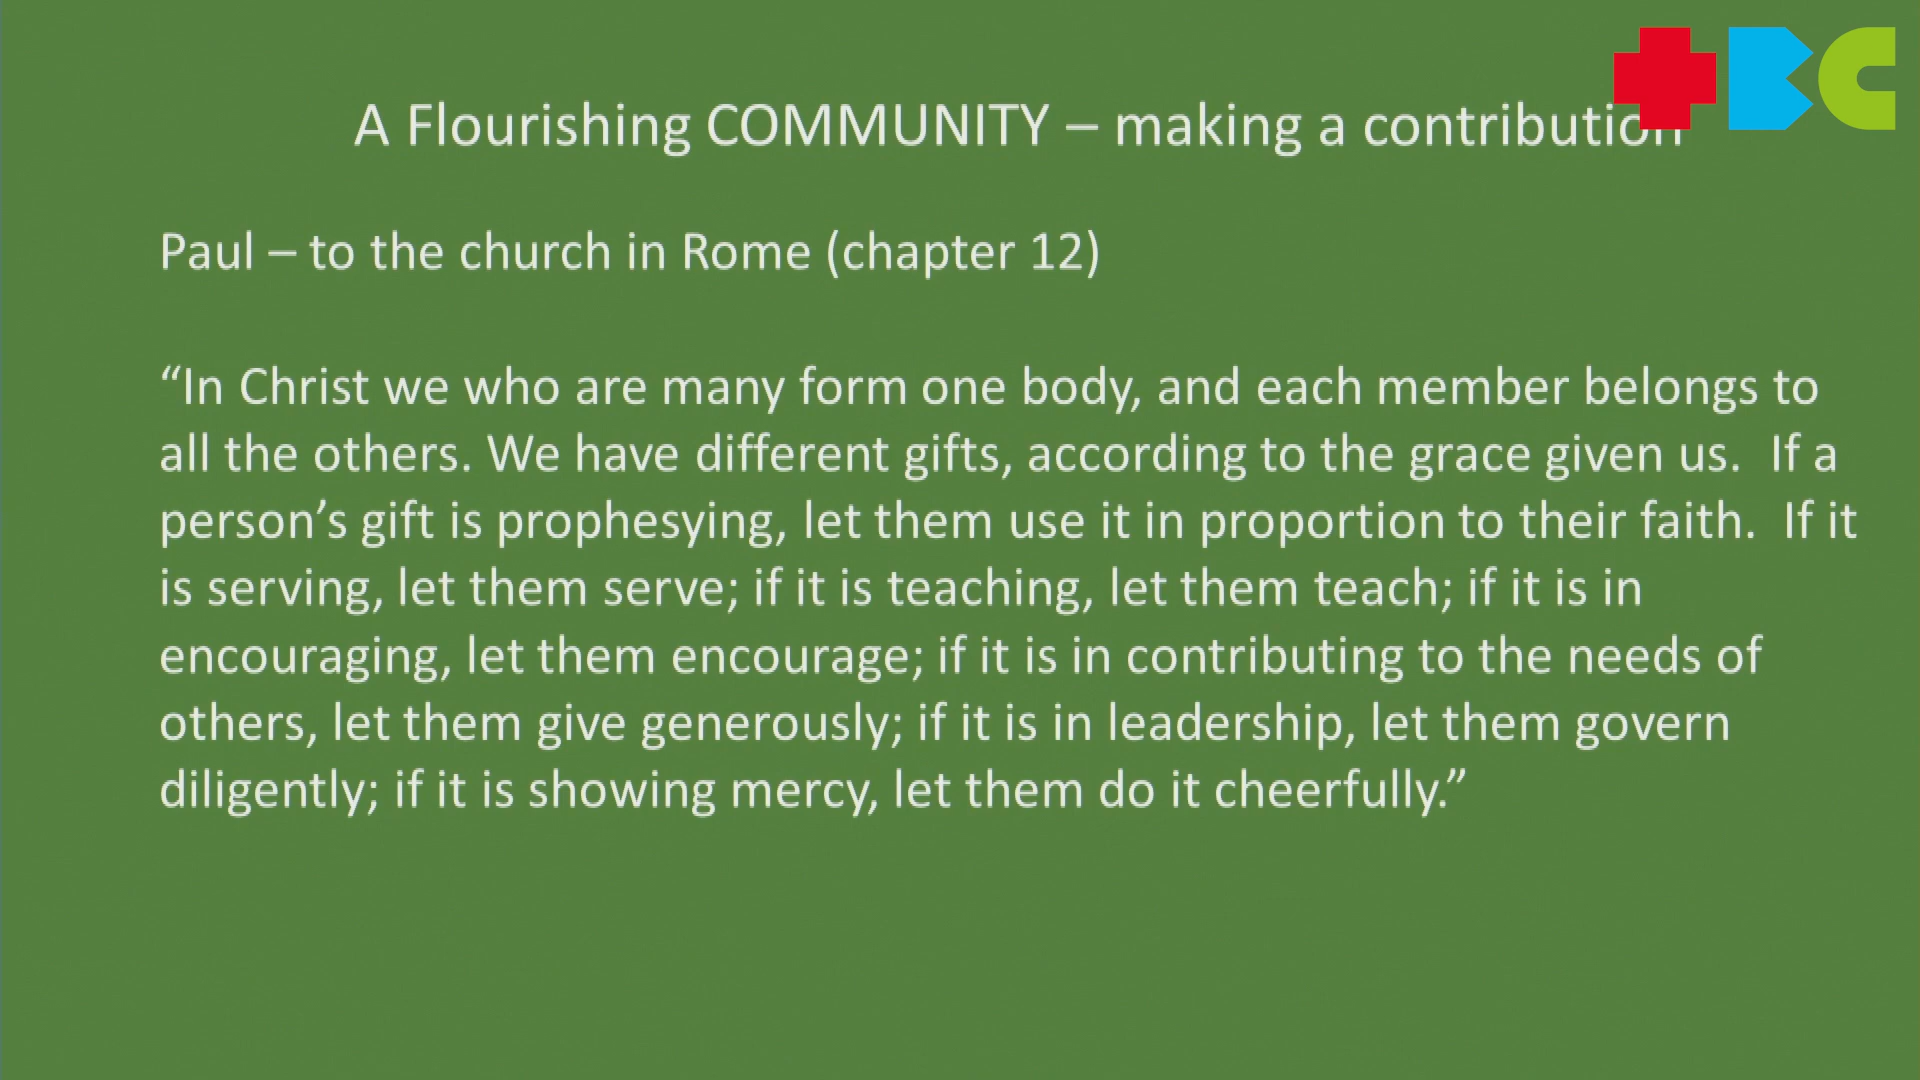 A Flourishing COMMUNITY – making a contribution
Paul – to the church in Rome (chapter 12)
“In Christ we who are many form one body, and each member belongs to
all the others. We have different gifts, according to the grace given us.  If a
person’s gift is prophesying, let them use it in proportion to their faith.  If it
is serving, let them serve; if it is teaching, let them teach; if it is in
encouraging, let them encourage; if it is in contributing to the needs of
others, let them give generously; if it is in leadership, let them govern
diligently; if it is showing mercy, let them do it cheerfully.”
BC